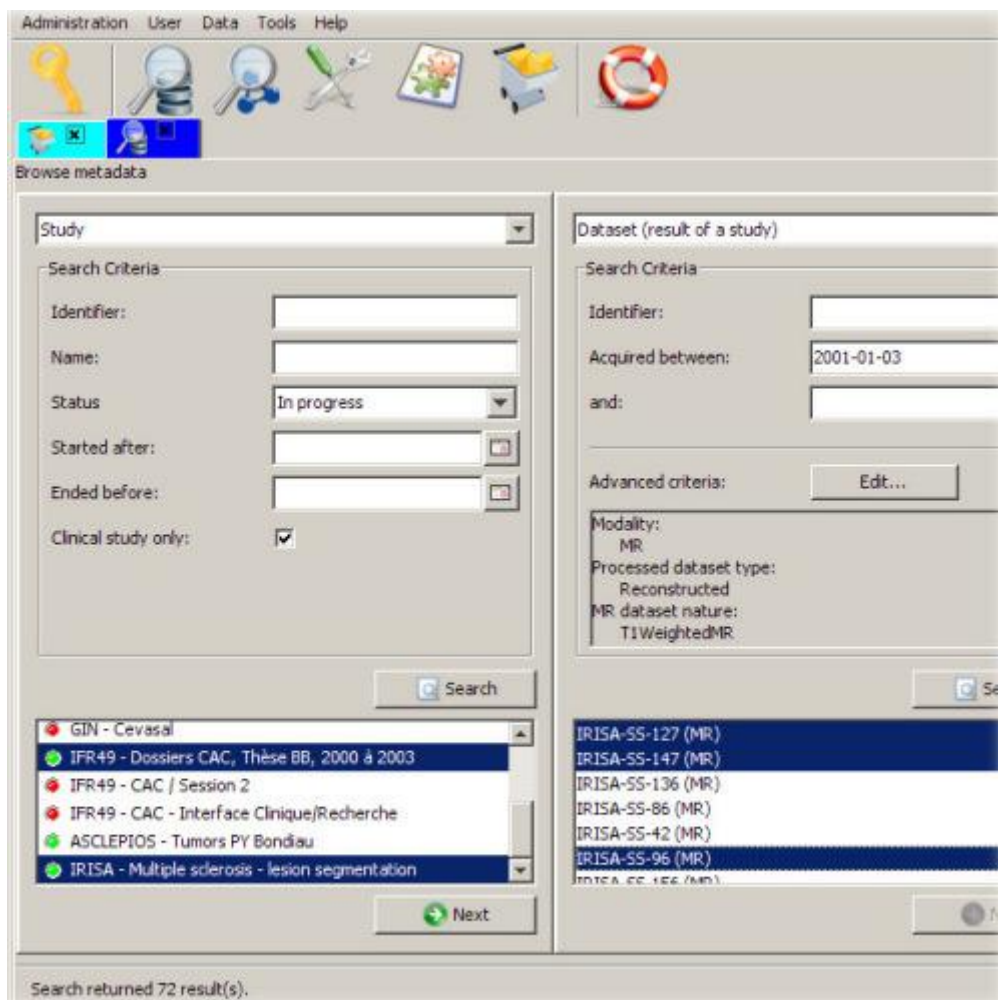 Administration User Data Tools Help
Browse metadata
Study
Search Criteria
Identifier:
Name:
Status In progress
Started after:
Ended before:
Clinical study only:
Search
GIN - Cevasal
IFR49 - Dossiers CAC, Thèse BB, 2000 à 2003
IFR49 - CAC / Session 2
IFR49 - CAC - Interface Clinique/Recherche
ASCLEPIOS - Tumors PY Bondiau
IRISA - Multiple sclerosis - lesion segmentation
Next
Dataset (result of a study)
Search Criteria
Identifier:
Acquired between: 2001-01-03
and:
Advanced criteria: Edit...
Modality:
MR
Processed dataset type:
Reconstructed
MR dataset nature:
T1WeightedMR
Se
IRISA-SS-127 (MR)
IRISA-SS-147 (MR)
IRISA-SS-136 (MR)
IRISA-SS-86 (MR)
IRISA-SS-42 (MR)
IRISA-SS-96 (MR)
IRISA-SS-156 (MR)
Search returned 72 result(s).